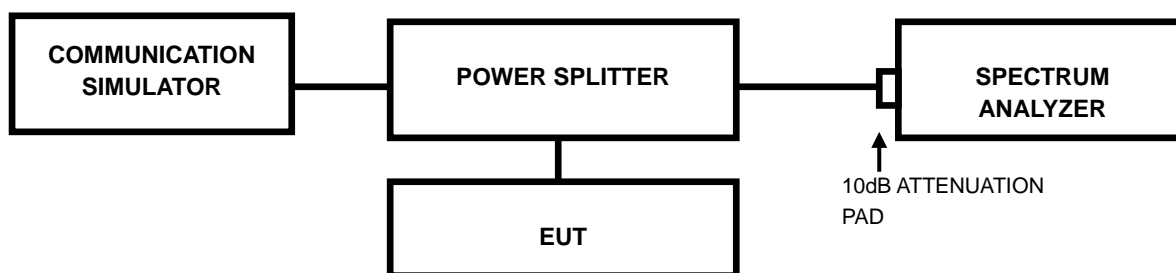 COMMUNICATION
SIMULATOR
POWER SPLITTER
SPECTRUM
ANALYZER
10dB ATTENUATION
PAD
EUT